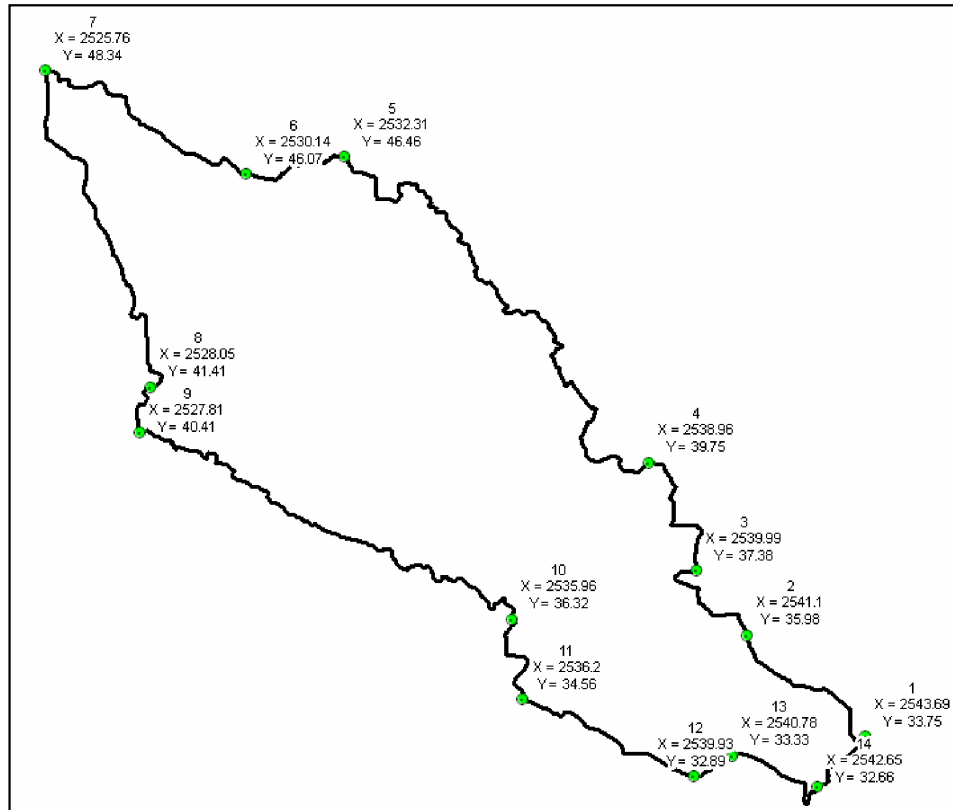 7
X = 2525.76
Y = 48.34
5
X = 2532.31
Y = 46.46
6
X = 2530.14
Y = 46.07
8
X = 2528.05
Y = 41.41
9
X = 2527.81
Y = 40.41
4
X = 2538.96
Y = 39.75
3
X = 2539.99
Y = 37.38
10
X = 2535.96
Y = 36.32
2
X = 2541.1
Y = 35.98
11
X = 2536.2
Y = 34.56
1
X = 2543.69
Y = 33.75
13
X = 2540.78
Y = 33.33
12
X = 2539.93
Y = 32.89
14
X = 2542.65
Y = 32.66